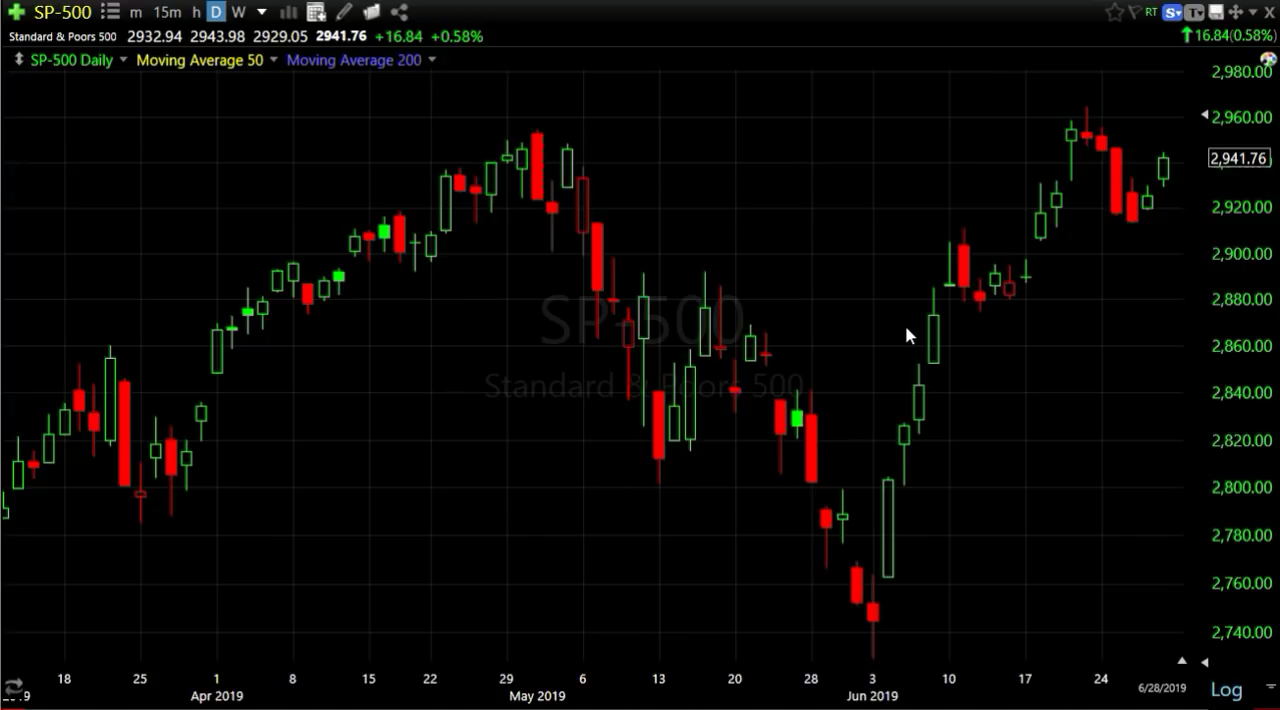 SP-500 m 15m h D W RT S T X
Standard & Poors 500 2932.94 2943.98 2929.05 2941.76 +16.84 +0.58% 16.84(0.58%)
SP-500 Daily Moving Average 50 Moving Average 200
2,980.00
2,960.00
2,941.76
2,920.00
2,900.00
2,880.00
2,860.00
2,840.00
2,820.00
2,800.00
2,780.00
2,760.00
2,740.00
SP-500
Standard & Poors 500
18 25 1 8 15 22 29 6 13 20 28 3 10 17 24
Apr 2019 May 2019 Jun 2019 6/28/2019 Log